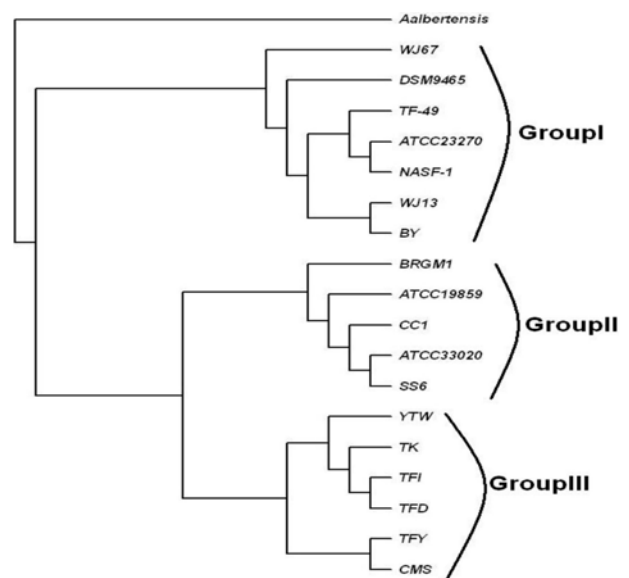 Aalbertensis
WJ67
DSM9465
TF-49
ATCC23270
NASF-1
WJ13
BY
GroupI
BRGM1
ATCC19859
CC1
ATCC33020
SS6
GroupII
YTW
TK
TFI
TFD
TFY
CMS
GroupIII